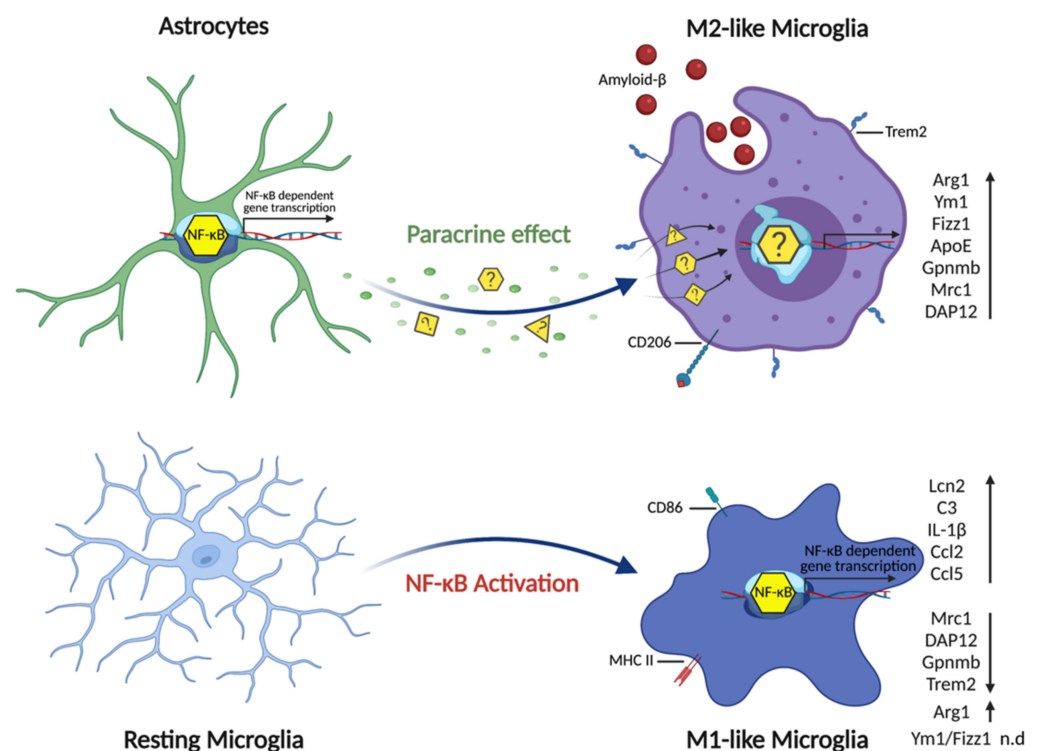 Astrocytes
M2-like Microglia
Amyloid-β
Trem2
NF-κB dependent
gene transcription
NF-κB
Paracrine effect
?
?
?
?
?
?
?
Arg1
Ym1
Fizz1
ApoE
Gpnmb
Mrc1
DAP12
CD206
CD86
NF-κB dependent
gene transcription
NF-κB
NF-κB Activation
MHC II
Lcn2
C3
IL-1β
Ccl2
Ccl5
Mrc1
DAP12
Gpnmb
Trem2
Arg1
Ym1/Fizz1 n.d
Resting Microglia
M1-like Microglia